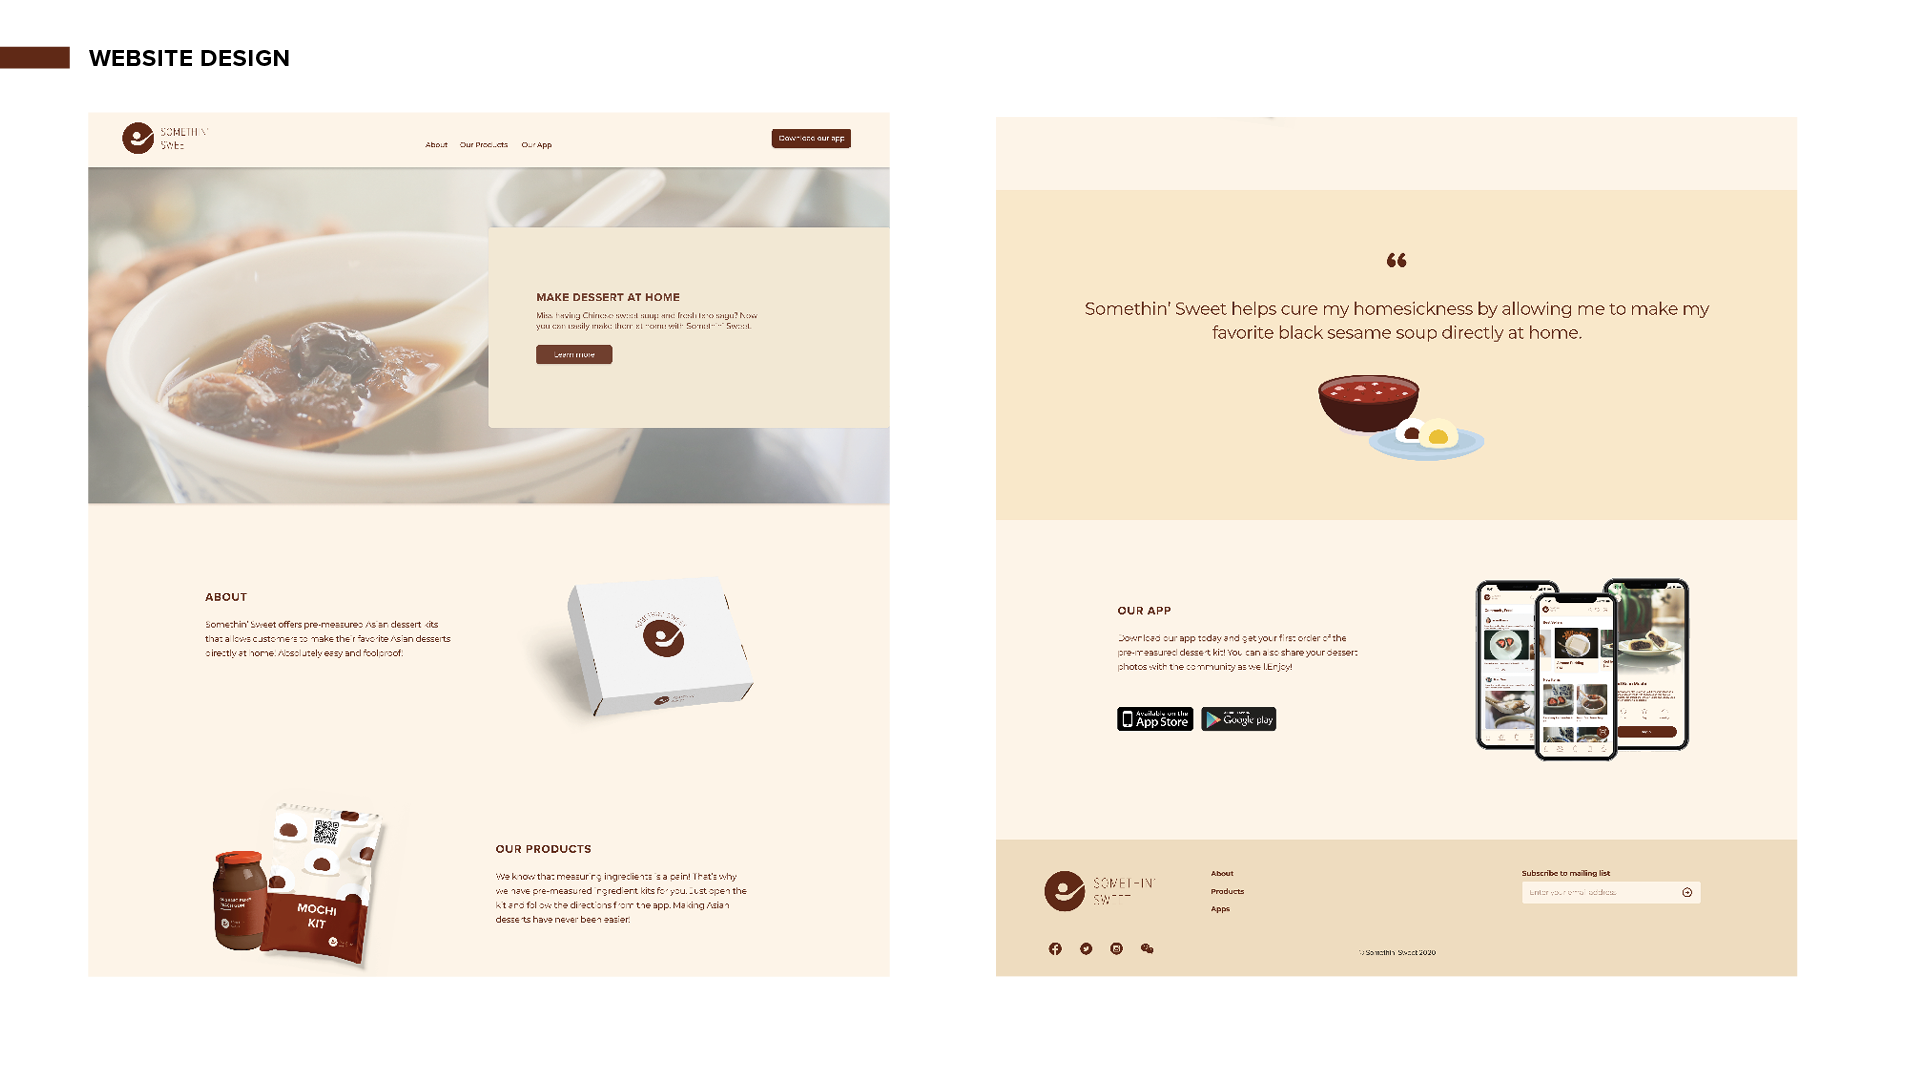 WEBSITE DESIGN
SOMETHIN'
SWEE
About Our Products Our App
Download our app
MAKE DESSERT AT HOME
Miss having Chinese sweet soup and fresh taro sago? Now
you can easily make them at home with Somethin' Sweet.
Learn more
ABOUT
Somethin' Sweet offers pre-measured Asian dessert kits
that allows customers to make their favorite Asian desserts
directly at home! Absolutely easy and foolproof!
SOMETHIN' SWEET
MOCHI
KIT
OUR PRODUCTS
We know that measuring ingredients is a pain! That's why
we have pre-measured ingredient kits for you. Just open the
kit and follow the directions from the app. Making Asian
desserts have never been easier!
“
Somethin' Sweet helps cure my homesickness by allowing me to make my
favorite black sesame soup directly at home.
OUR APP
Download our app today and get your first order of the
pre-measured dessert kit! You can also share your dessert
photos with the community as well.Enjoy!
Available on the
App Store
Google play
SOMETHIN'
SWEET
About
Products
Apps
Subscribe to mailing list
Enter your email address
© Somethin' Sweet 2020